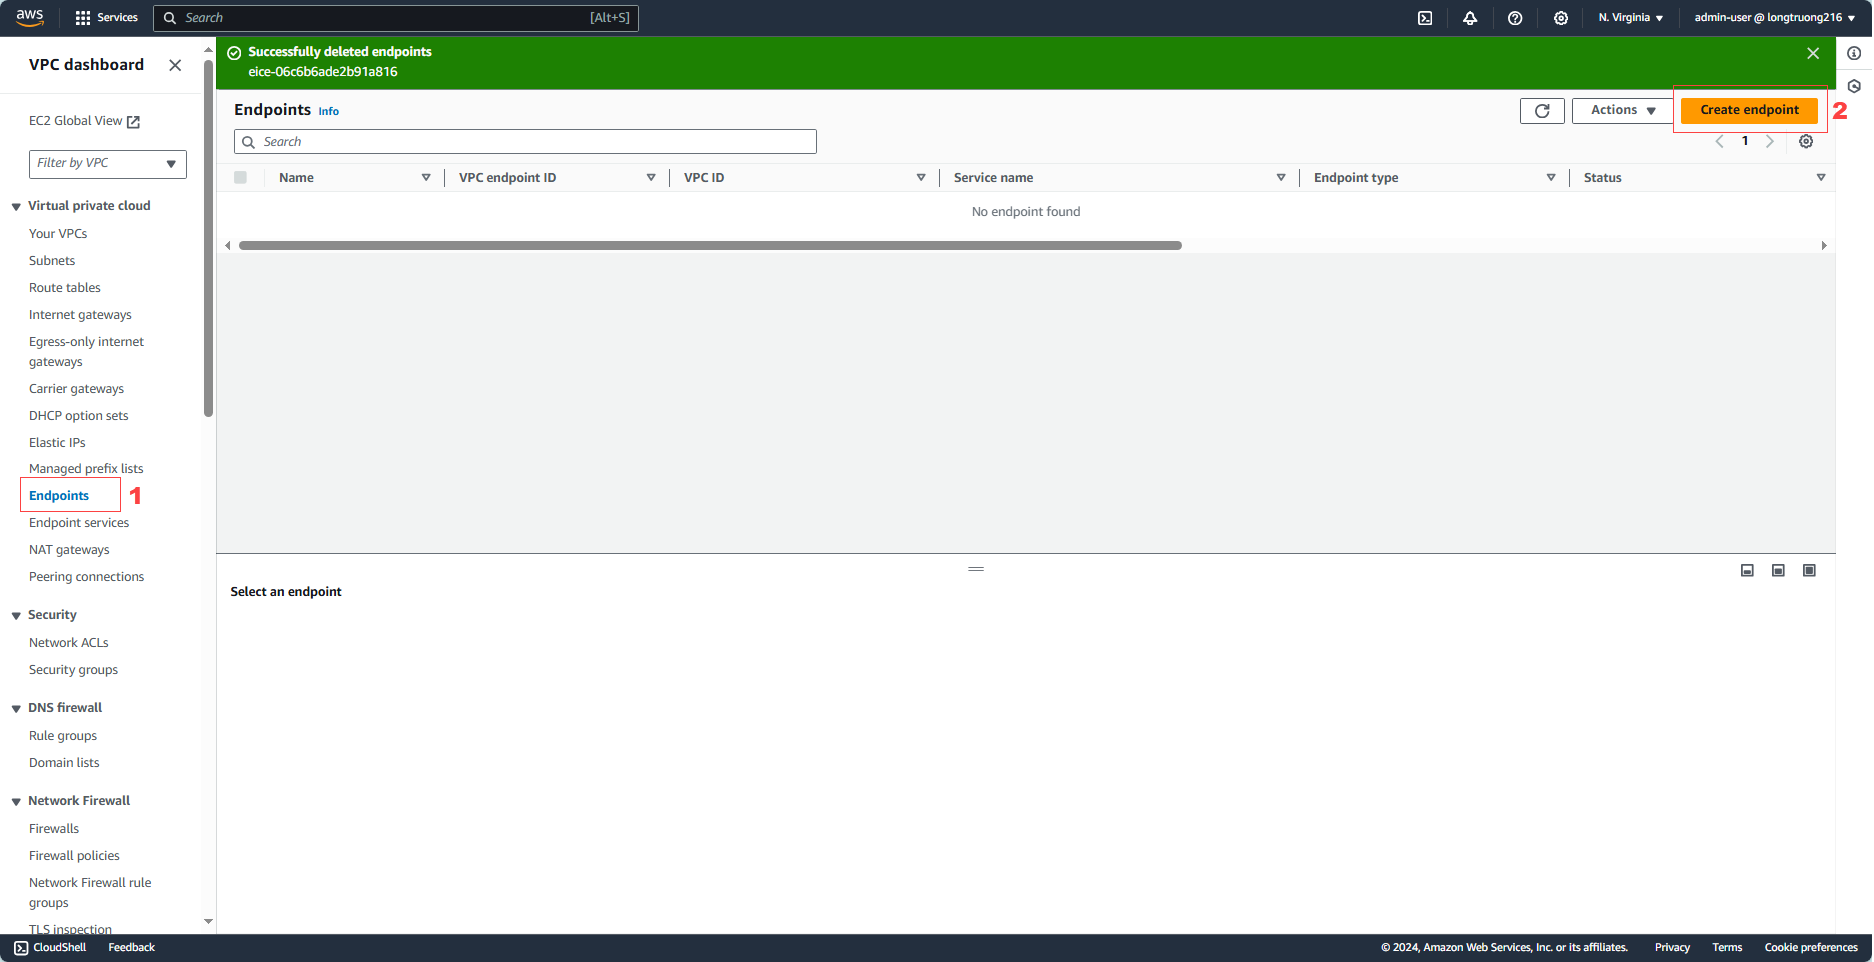 aws
Services
Search
[Alt+S]
N. Virginia
admin-user @ longtruong216
VPC dashboard
EC2 Global View
Filter by VPC
Virtual private cloud
Your VPCs
Subnets
Route tables
Internet gateways
Egress-only internet
gateways
Carrier gateways
DHCP option sets
Elastic IPs
Managed prefix lists
Endpoints 1
Endpoint services
NAT gateways
Peering connections
Security
Network ACLs
Security groups
DNS firewall
Rule groups
Domain lists
Network Firewall
Firewalls
Firewall policies
Network Firewall rule
groups
TLS inspection
Successfully deleted endpoints
eice-06c6b6ade2b91a816
Endpoints Info
Actions
Create endpoint 2
Search
1
Name
VPC endpoint ID
VPC ID
Service name
Endpoint type
Status
No endpoint found
Select an endpoint
CloudShell
Feedback
© 2024, Amazon Web Services, Inc. or its affiliates.
Privacy
Terms
Cookie preferences